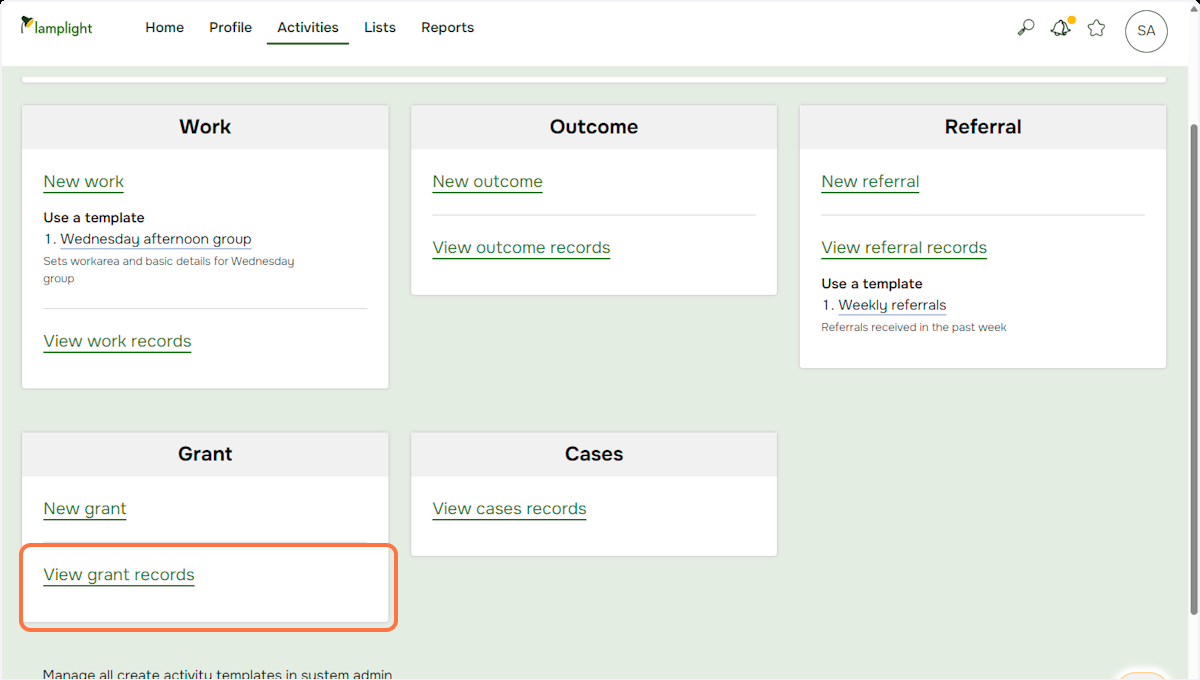 lamplight
Home Profile Activities Lists Reports
SA
Work
New work
Use a template
1. Wednesday afternoon group
Sets workarea and basic details for Wednesday
group
View work records
Outcome
New outcome
View outcome records
Referral
New referral
View referral records
Use a template
1. Weekly referrals
Referrals received in the past week
Grant
New grant
View grant records
Cases
View cases records
Manage all create activity templates in system admin